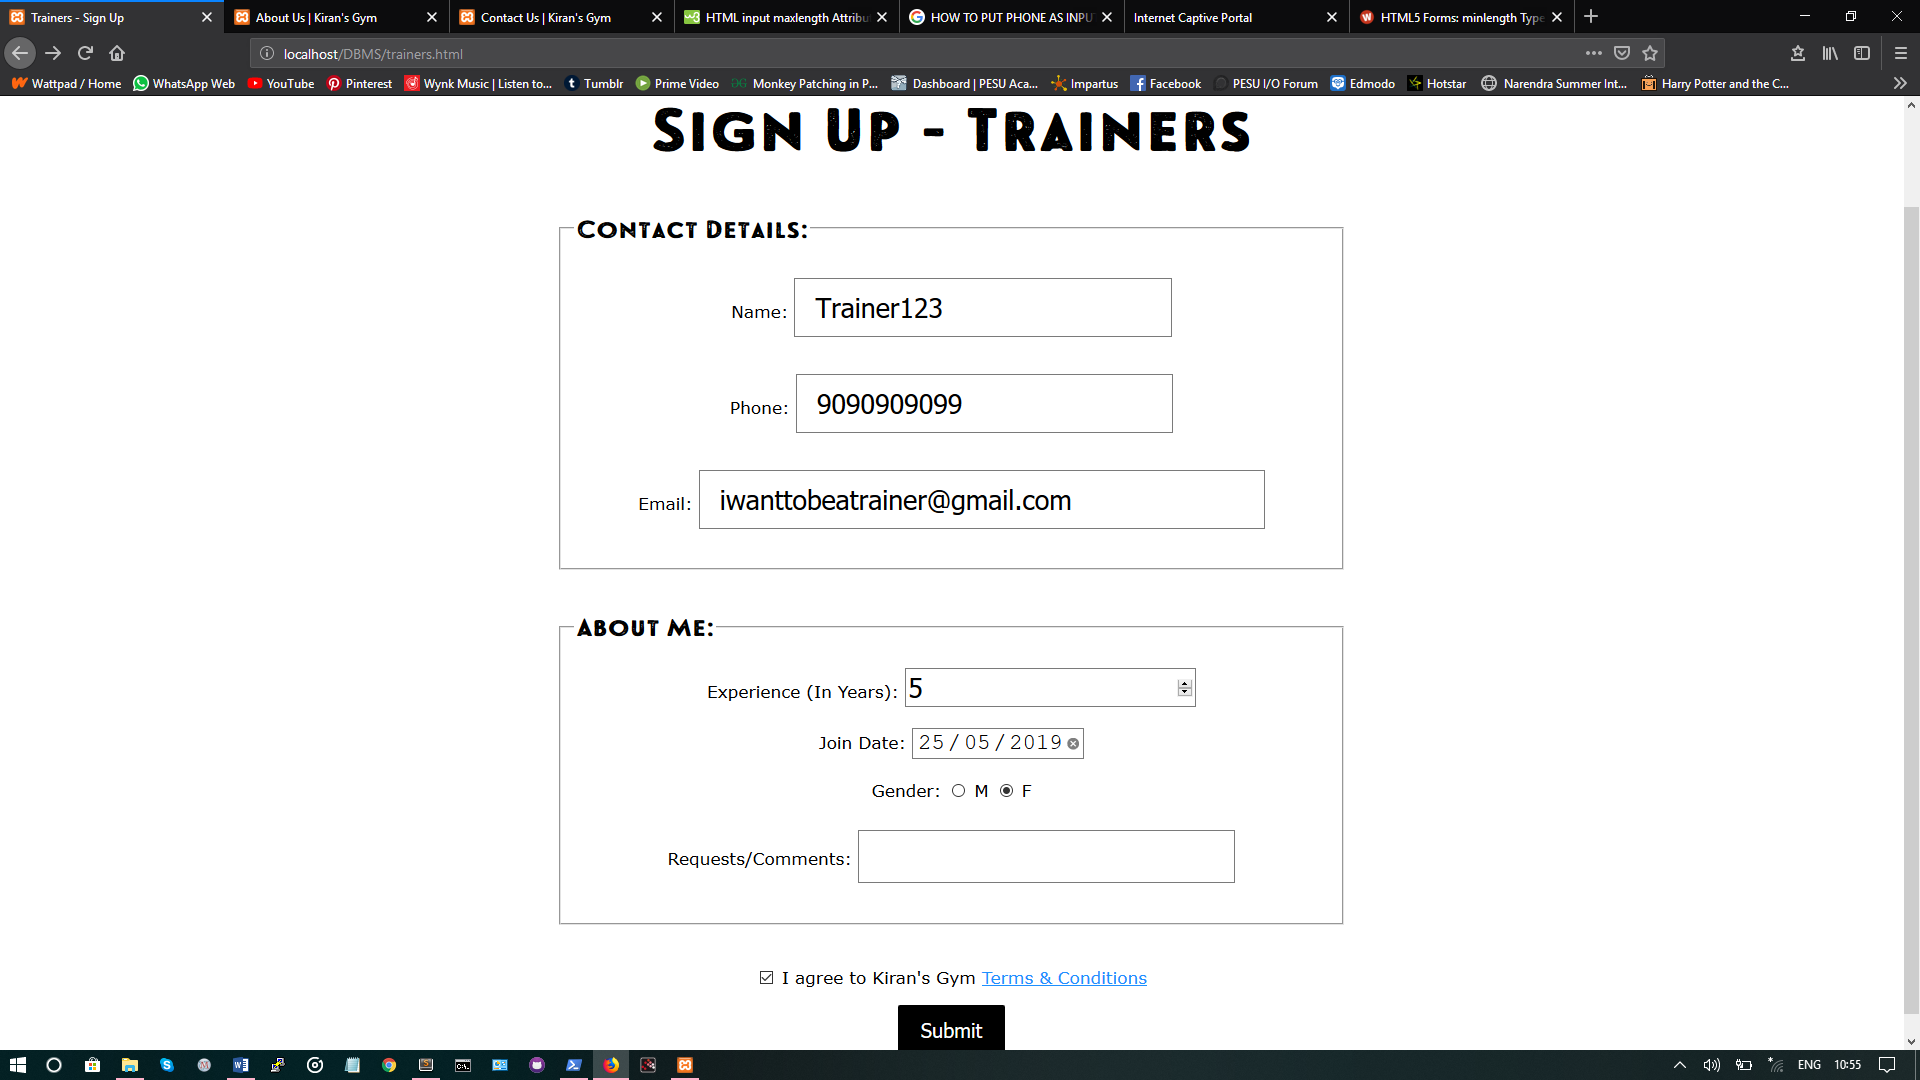 Trainers - Sign Up
About Us | Kiran's Gym
Contact Us | Kiran's Gym
HTML input maxlength Attribu
HOW TO PUT PHONE AS INPU
Internet Captive Portal
HTML5 Forms: minlength Type
localhost/DBMS/trainers.html
Wattpad / Home
WhatsApp Web
YouTube
Pinterest
Wynk Music | Listen to...
Tumblr
Prime Video
Monkey Patching in P...
Dashboard | PESU Aca...
Impartus
Facebook
PESU I/O Forum
Edmodo
Hotstar
Narendra Summer Int...
Harry Potter and the C...
Sign Up - Trainers
Contact Details:
Name: Trainer123
Phone: 9090909099
Email: iwanttobeatrainer@gmail.com
About Me:
Experience (In Years): 5
Join Date: 25/05/2019
Gender: M F
Requests/Comments:
I agree to Kiran's Gym Terms & Conditions
Submit
ENG 10:55